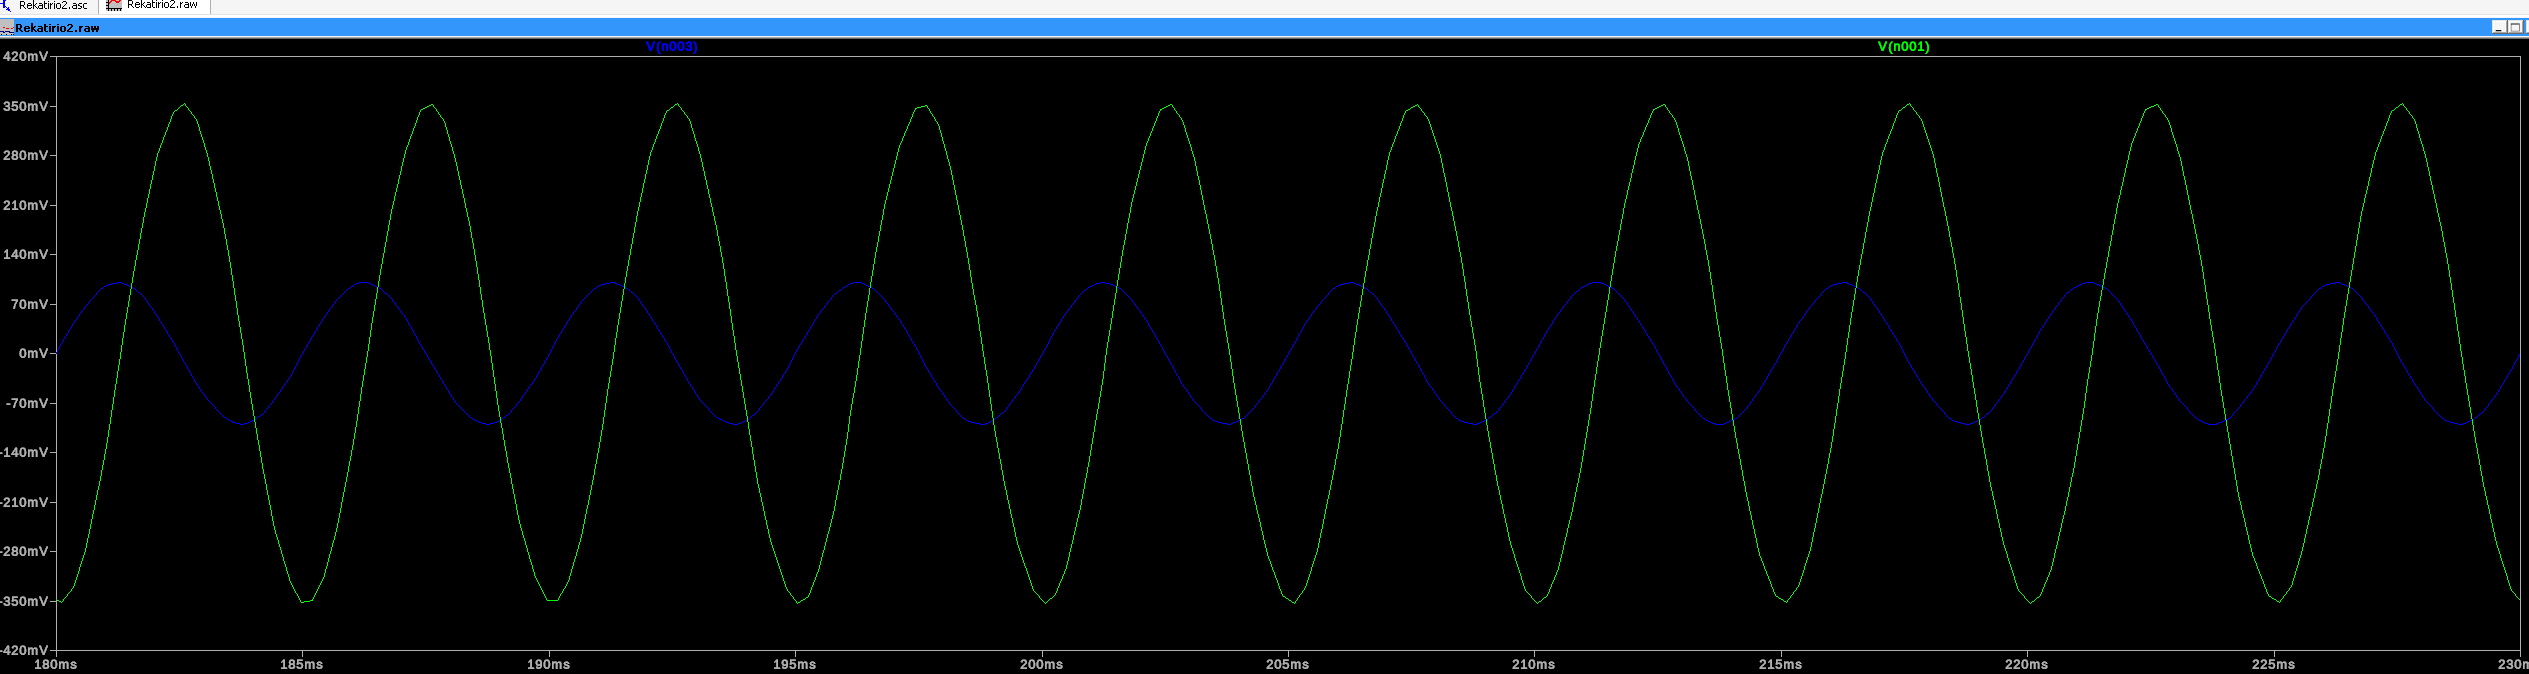 Rekatirio2.asc Rekatirio2.raw
Rekatirio2.raw
V(n003) V(n001)
420mV
350mV
280mV
210mV
140mV
70mV
0mV
-70mV
-140mV
-210mV
-280mV
-350mV
-420mV
180ms 185ms 190ms 195ms 200ms 205ms 210ms 215ms 220ms 225ms 230m